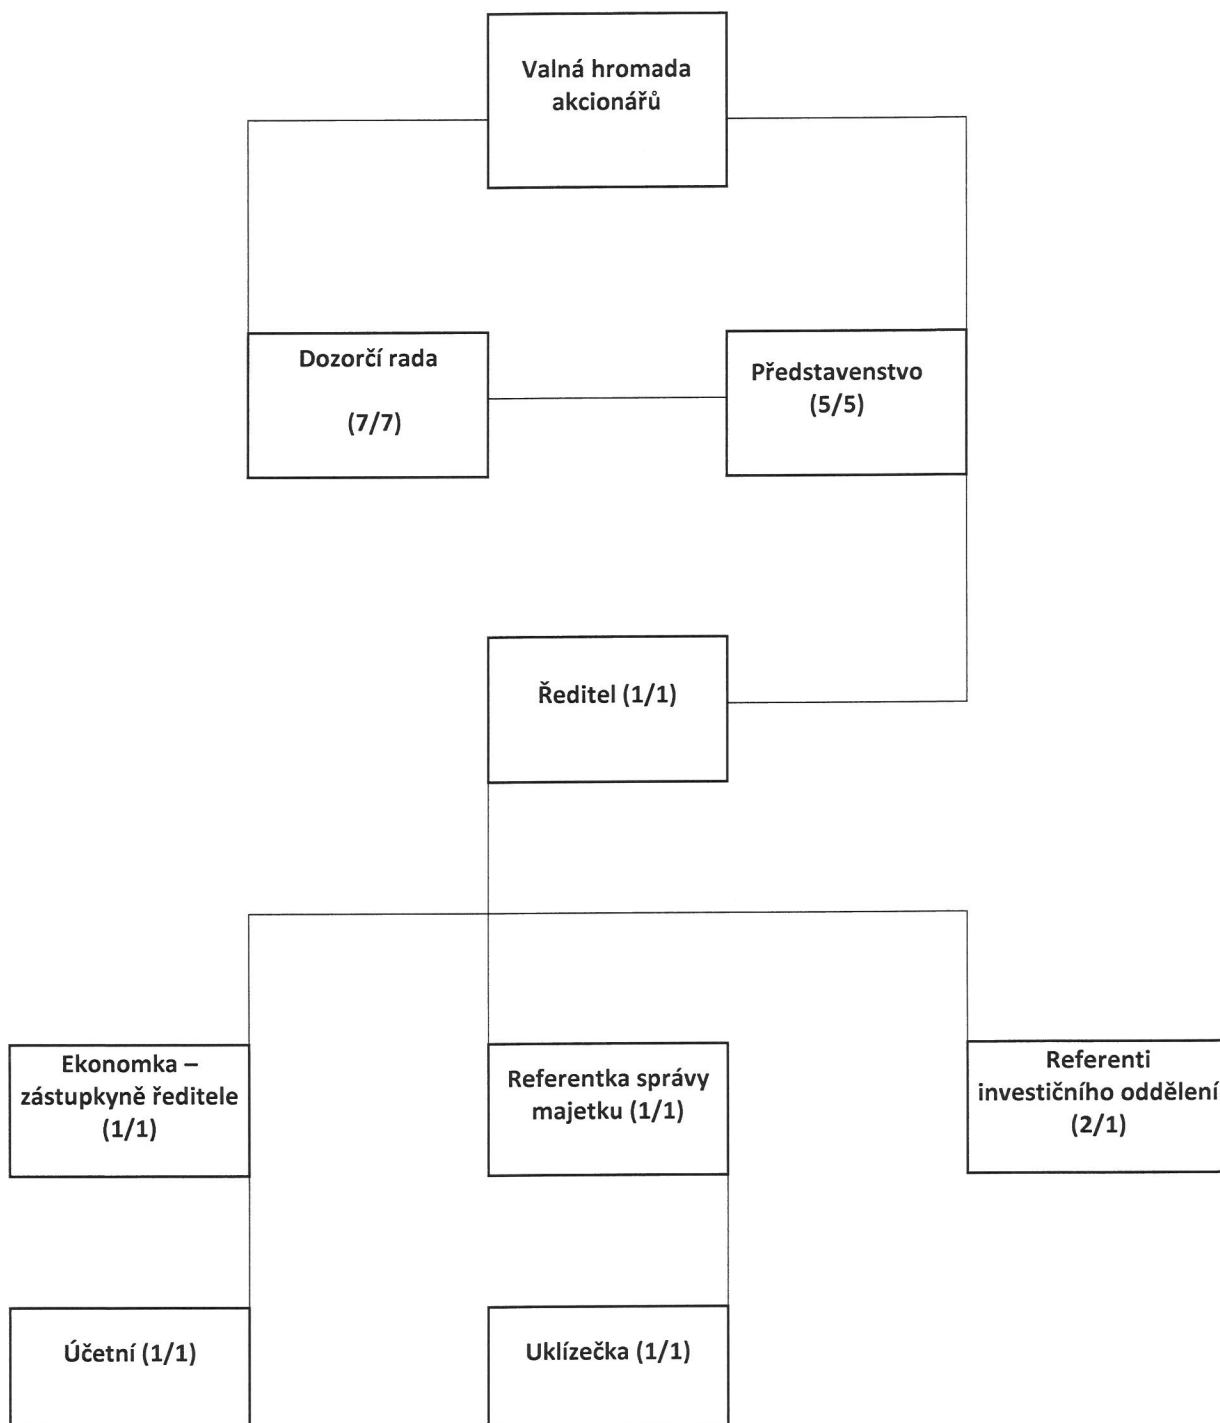 Valná hromada
akcionářů
Dozorčí rada
(7/7)
Představenstvo
(5/5)
Ředitel (1/1)
Ekonomka –
zástupkyně ředitele
(1/1)
Referentka správy
majetku (1/1)
Referenti
investičního oddělení
(2/1)
Účetní (1/1)
Uklízečka (1/1)